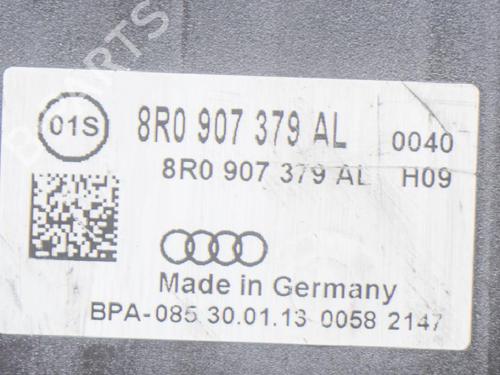 01S
8R0 907 379 AL 0040
8R0 907 379 AL H09
Made in Germany
BPA-085 30.01.13 0058 2147